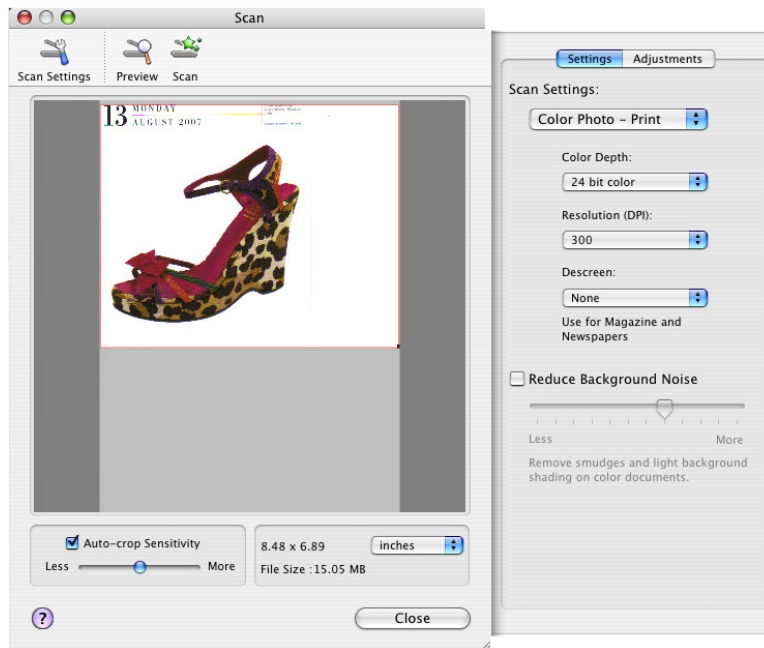 Scan
Scan Settings
Preview
Scan
13 MONDAY
AUGUST 2007
Auto-crop Sensitivity
Less
More
8.48 x 6.89
inches
File Size :15.05 MB
?
Close
Settings
Adjustments
Scan Settings:
Color Photo – Print
Color Depth:
24 bit color
Resolution (DPI):
300
Descreen:
None
Use for Magazine and
Newspapers
Reduce Background Noise
Less
More
Remove smudges and light background
shading on color documents.